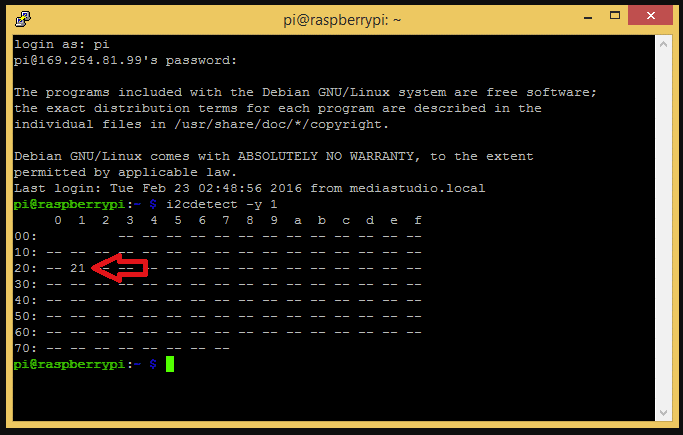 pi@raspberrypi: ~
login as: pi
pi@169.254.81.99's password:
The programs included with the Debian GNU/Linux system are free software;
the exact distribution terms for each program are described in the
individual files in /usr/share/doc/*/copyright.
Debian GNU/Linux comes with ABSOLUTELY NO WARRANTY, to the extent
permitted by applicable law.
Last login: Tue Feb 23 02:48:56 2016 from mediastudio.local
pi@raspberrypi:~ $ i2cdetect -y 1
     0  1  2  3  4  5  6  7  8  9  a  b  c  d  e  f
00:          -- -- -- -- -- -- -- -- -- -- -- -- --
10: -- -- -- -- -- -- -- -- -- -- -- -- -- -- -- --
20: -- 21 -- -- -- -- -- -- -- -- -- -- -- -- -- --
30: -- -- -- -- -- -- -- -- -- -- -- -- -- -- -- --
40: -- -- -- -- -- -- -- -- -- -- -- -- -- -- -- --
50: -- -- -- -- -- -- -- -- -- -- -- -- -- -- -- --
60: -- -- -- -- -- -- -- -- -- -- -- -- -- -- -- --
70: -- -- -- -- -- -- -- --
pi@raspberrypi:~ $